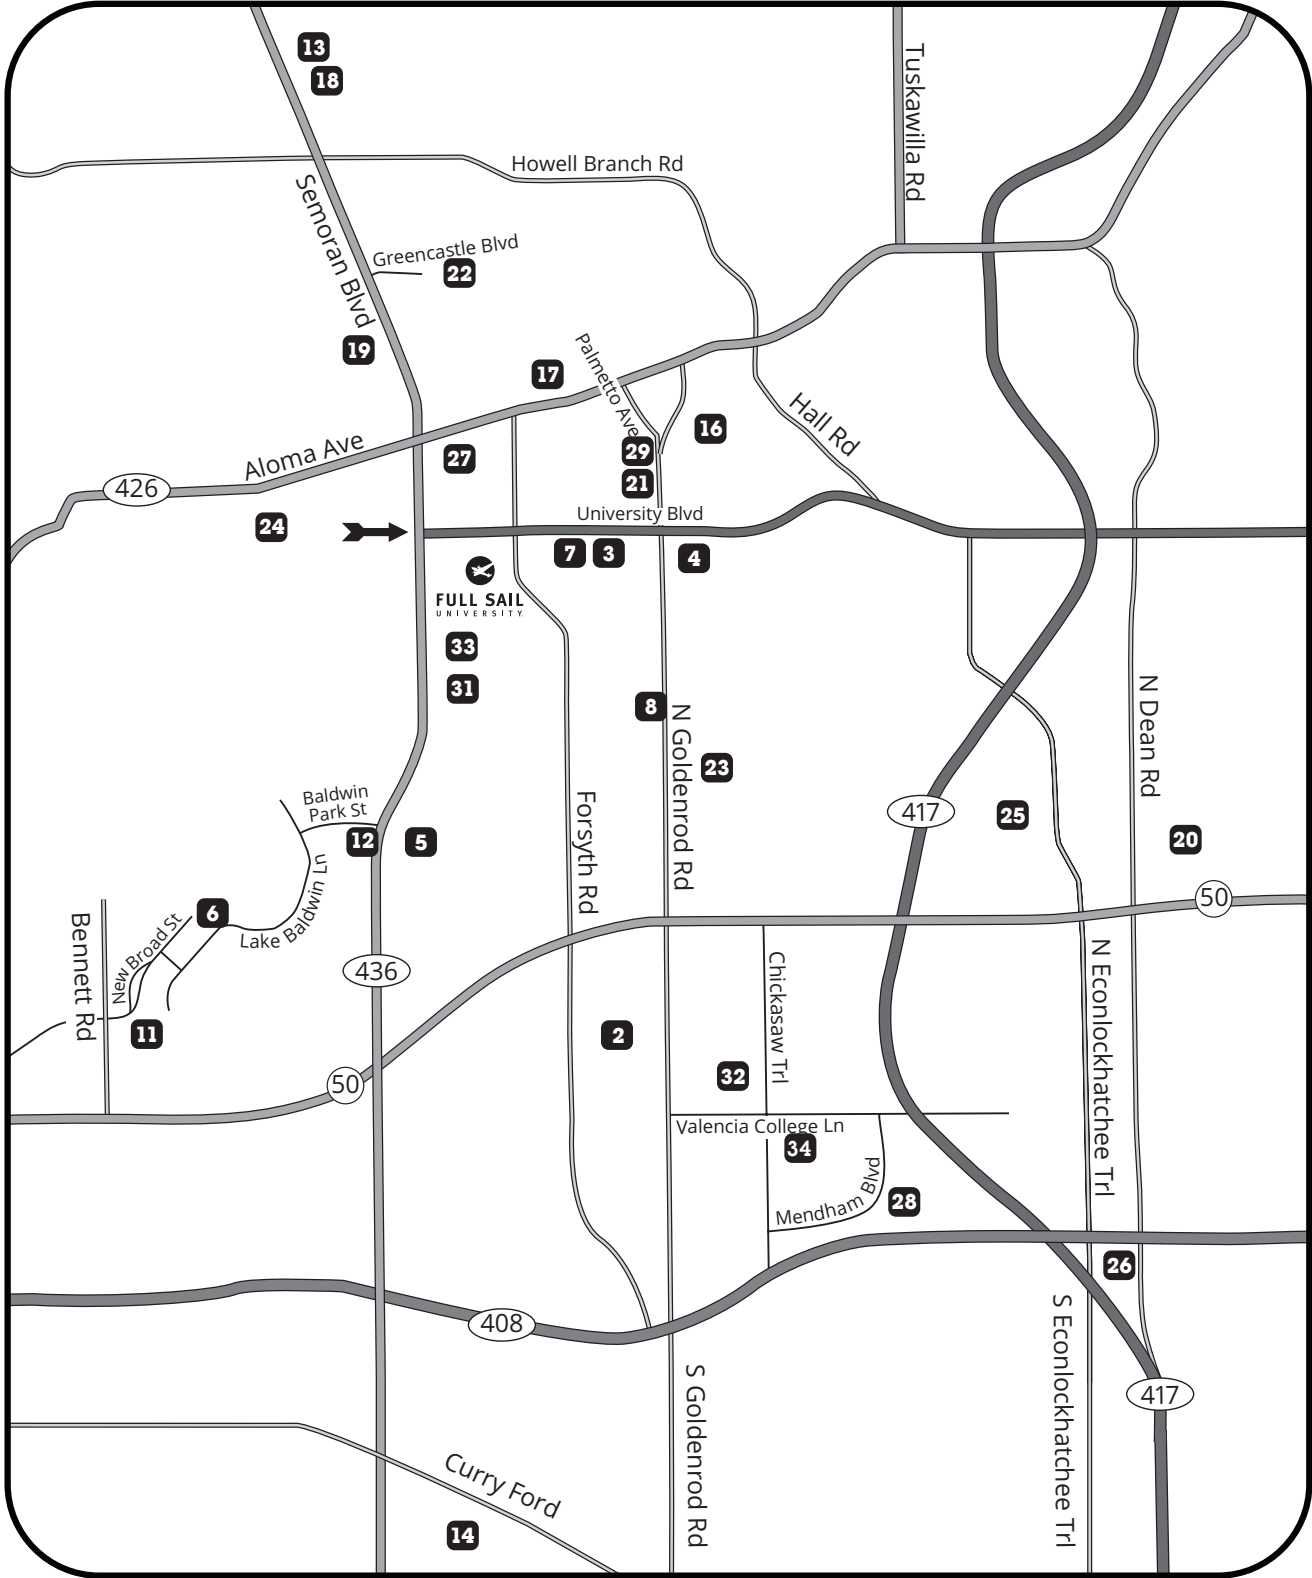 13
18
Tuskawilla Rd
Howell Branch Rd
Semoran Blvd
Greencastle Blvd
22
19
Palmetto Ave
17
Hall Rd
16
Aloma Ave
27
29
21
426
24
University Blvd
7
3
4
FULL SAIL
UNIVERSITY
33
31
8
N Goldenrod Rd
23
N Dean Rd
Baldwin
Park St
12
5
Forsyth Rd
417
25
20
50
Bennett Rd
New Broad St
6
Lake Baldwin Ln
436
11
50
2
Chickasaw Trl
32
N Econlockhatchee Trl
Valencia College Ln
34
Mendham Blvd
28
26
408
S Goldenrod Rd
S Econlockhatchee Trl
417
Curry Ford
14